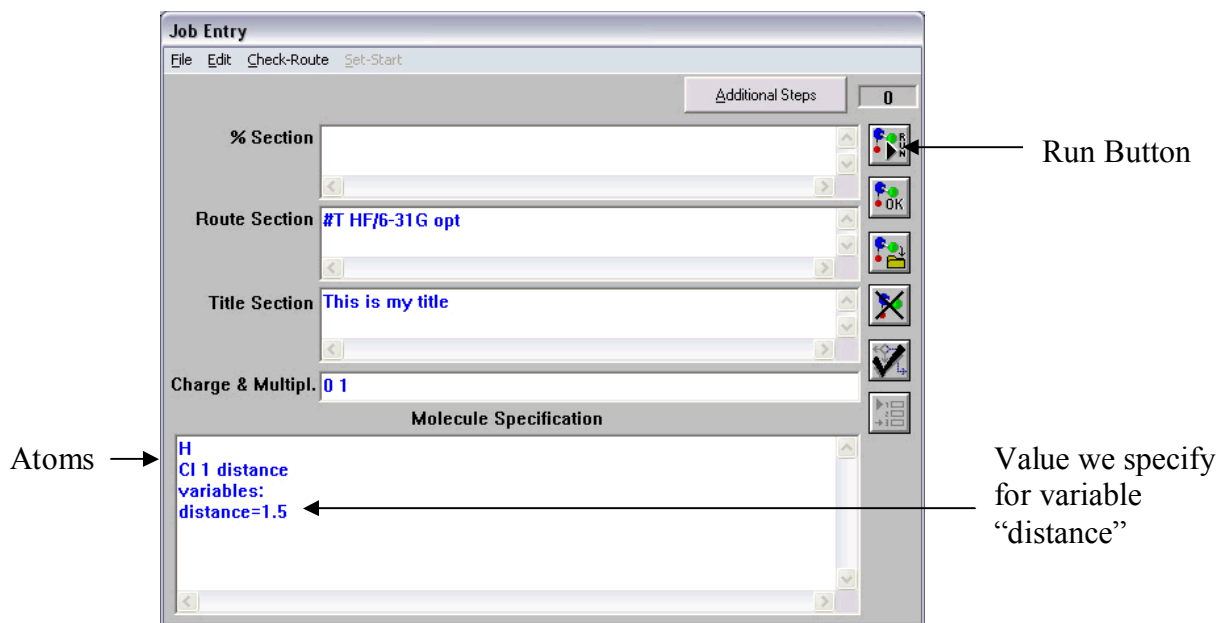 Job Entry
File Edit Check-Route Set-Start
Additional Steps
0
% Section
RUN
Run Button
OK
Route Section
#T HF/6-31G opt
Title Section
This is my title
Charge & Multipl.
0 1
Molecule Specification
Atoms
H
Cl 1 distance
variables:
distance=1.5
Value we specify
for variable
“distance”